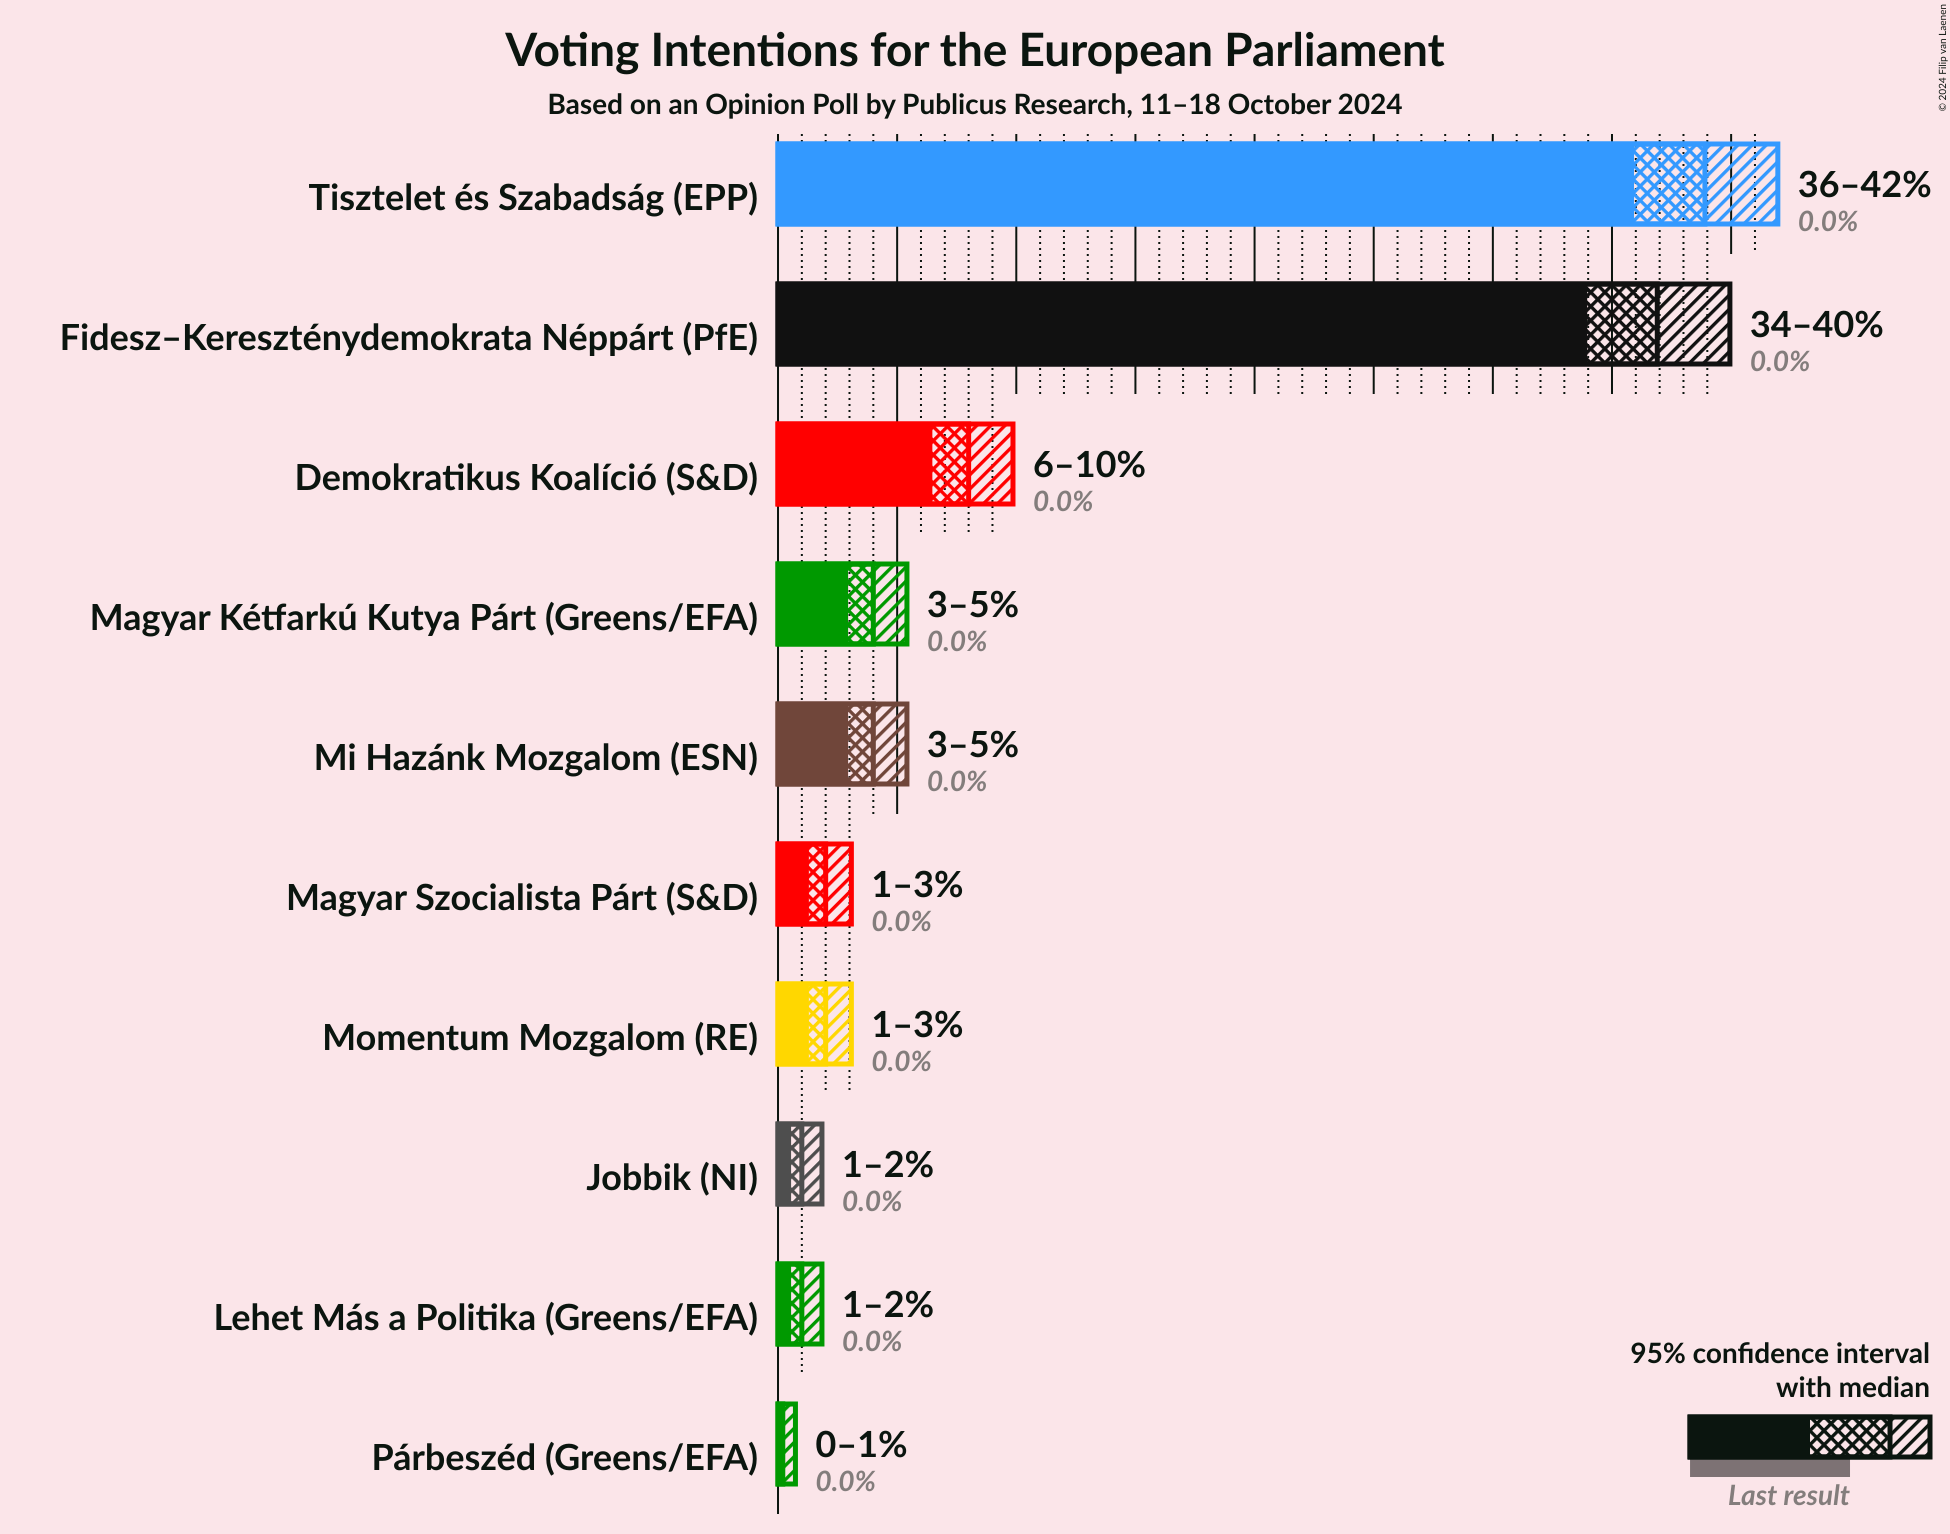 Voting Intentions for the European Parliament
Based on an Opinion Poll by Publicus Research, 11–18 October 2024
© 2024 Filip van Laenen
Tisztelet és Szabadság (EPP)
36–42%
0.0%
Fidesz–Kereszténydemokrata Néppárt (PfE)
34–40%
0.0%
Demokratikus Koalíció (S&D)
6–10%
0.0%
Magyar Kétfarkú Kutya Párt (Greens/EFA)
3–5%
0.0%
Mi Hazánk Mozgalom (ESN)
3–5%
0.0%
Magyar Szocialista Párt (S&D)
1–3%
0.0%
Momentum Mozgalom (RE)
1–3%
0.0%
Jobbik (NI)
1–2%
0.0%
Lehet Más a Politika (Greens/EFA)
1–2%
0.0%
Párbeszéd (Greens/EFA)
0–1%
0.0%
95% confidence interval
with median
Last result